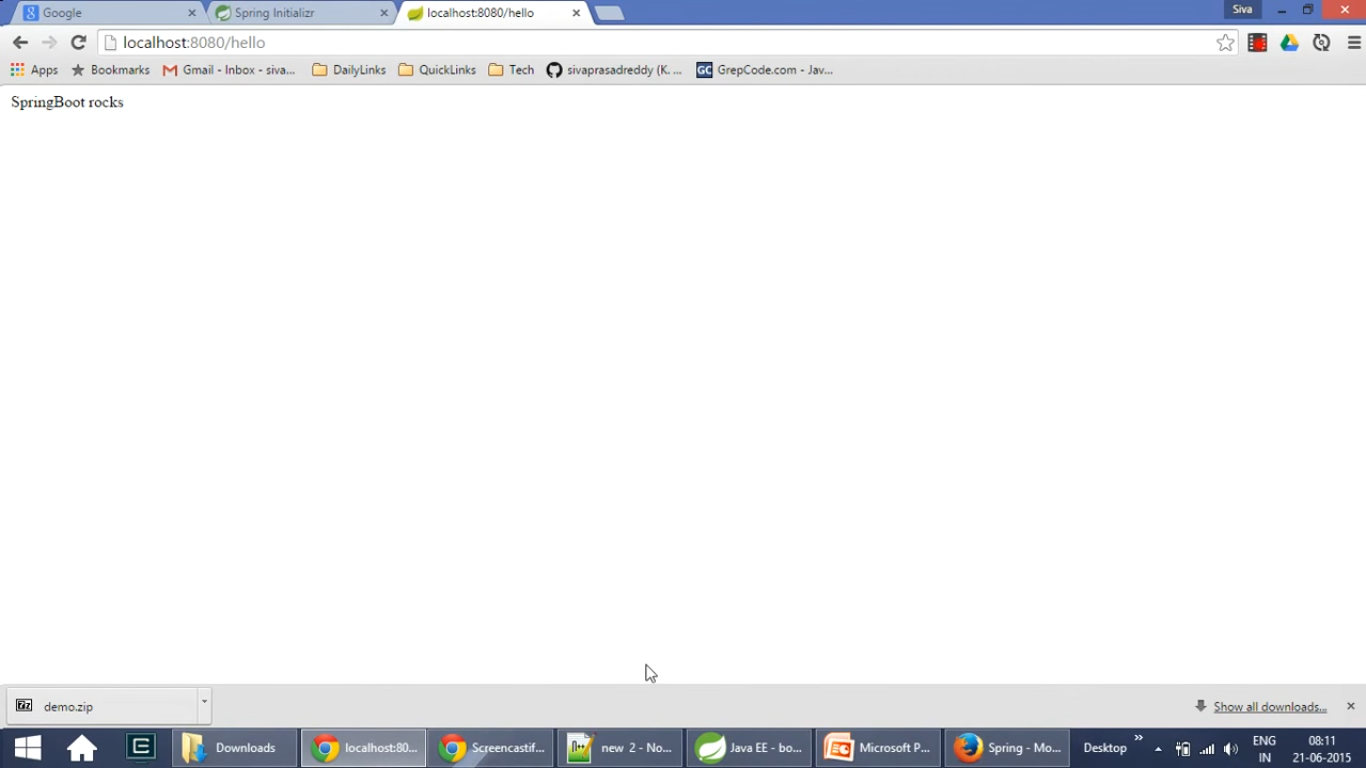 Google
Spring Initializr
localhost:8080/hello
Siva
localhost:8080/hello
Apps
Bookmarks
Gmail - Inbox - siva...
DailyLinks
QuickLinks
Tech
sivaprasadreddy (K. ...
GC
GrepCode.com - Jav...
SpringBoot rocks
demo.zip
Show all downloads...
Downloads
localhost:80...
Screencastif...
new 2 - No...
Java EE - bo...
Microsoft P...
Spring - Mo...
Desktop
ENG
IN
08:11
21-06-2015